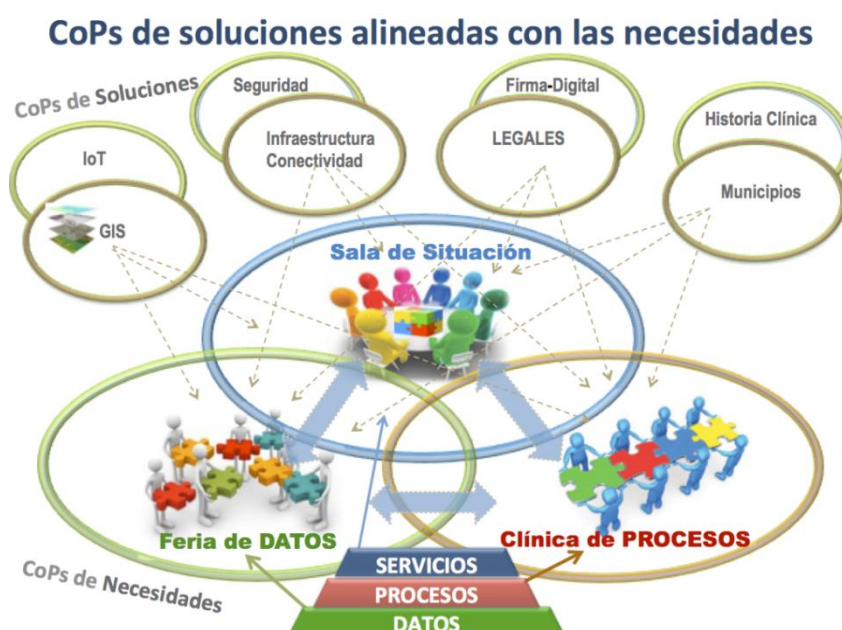 CoPs de soluciones alineadas con las necesidades
CoPs de Soluciones
Seguridad
Firma-Digital
Historia Clínica
IoT
Infraestructura
Conectividad
LEGALES
Municipios
GIS
Sala de Situación
Feria de DATOS
Clínica de PROCESOS
CoPs de Necesidades
SERVICIOS
PROCESOS
DATOS